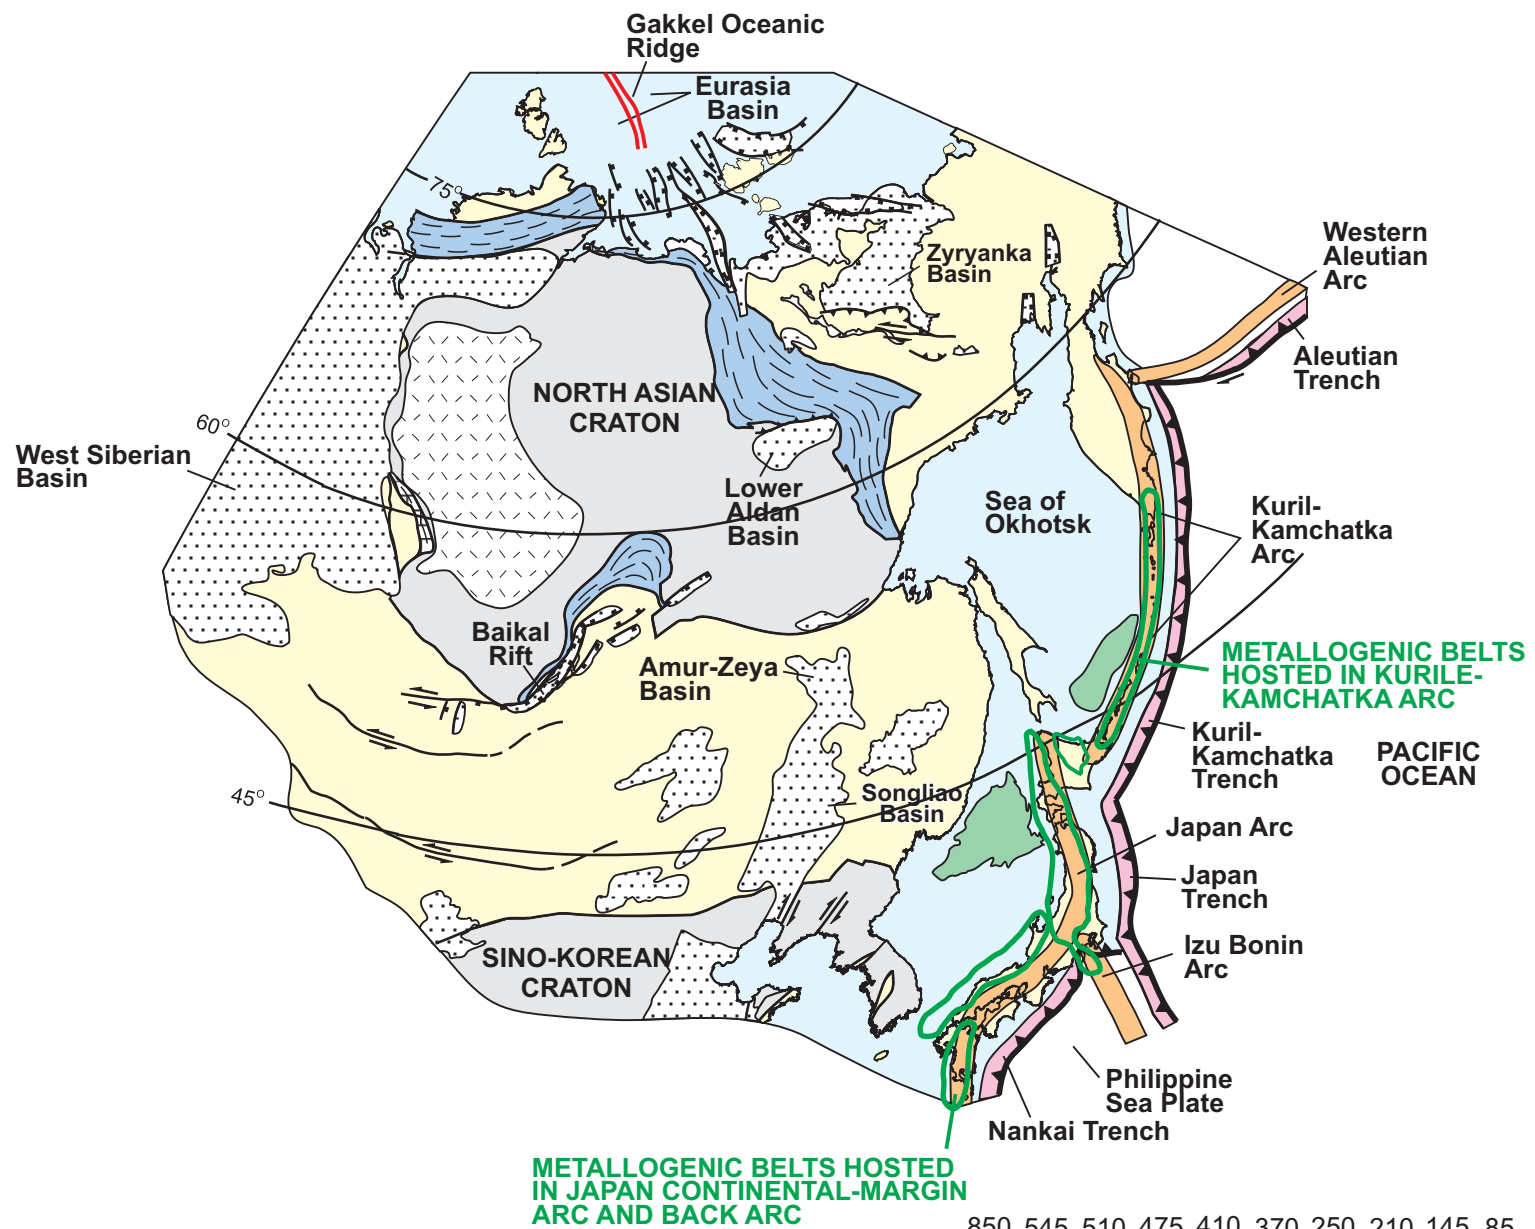 Gakkel Oceanic
Ridge
Eurasia
Basin
75°
Zyryanka
Basin
Western
Aleutian
Arc
Aleutian
Trench
NORTH ASIAN
CRATON
60°
West Siberian
Basin
Lower
Aldan
Basin
Sea of
Okhotsk
Kuril-
Kamchatka
Arc
Baikal
Rift
Amur-Zeya
Basin
METALLOGENIC BELTS
HOSTED IN KURILE-
KAMCHATKA ARC
Kuril-
Kamchatka
Trench
PACIFIC
OCEAN
45°
Songliao
Basin
Japan Arc
Japan
Trench
Izu Bonin
Arc
SINO-KOREAN
CRATON
Philippine
Sea Plate
Nankai Trench
METALLOGENIC BELTS HOSTED
IN JAPAN CONTINENTAL-MARGIN
ARC AND BACK ARC
850 545 510 475 410 370 250 210 145 85